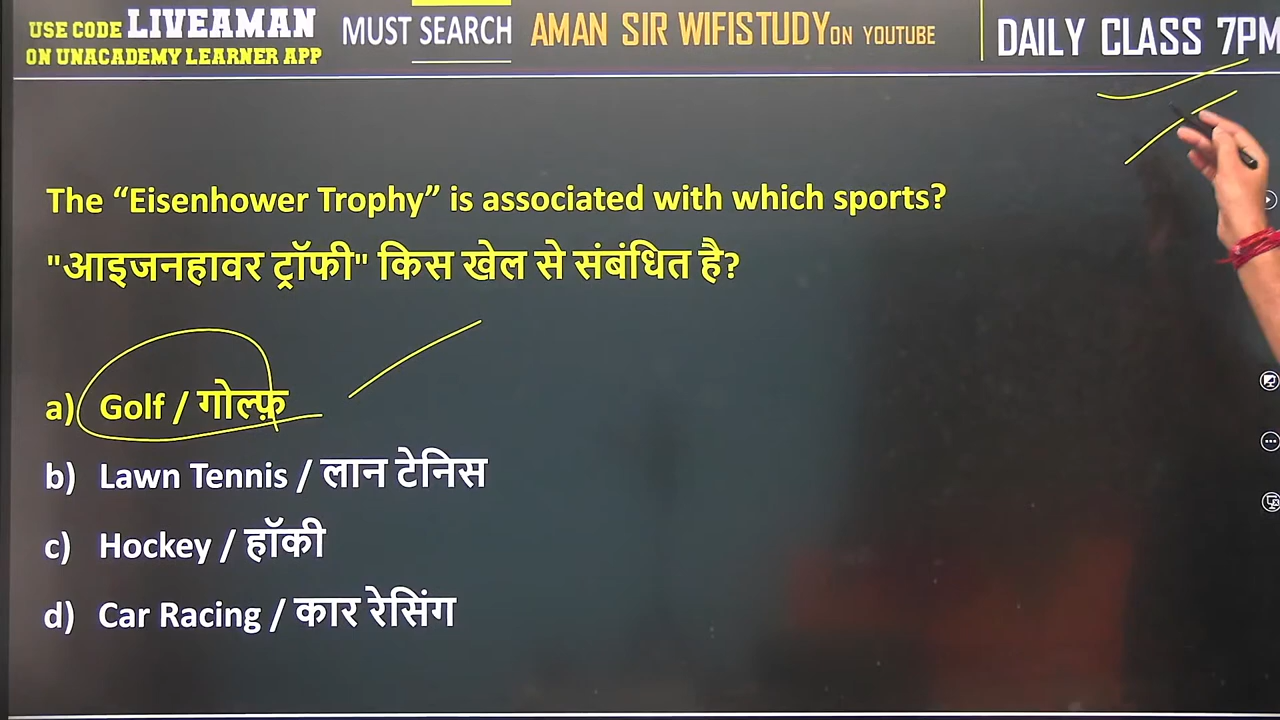 USE CODE LIVEAMAN
ON UNACADEMY LEARNER APP
MUST SEARCH
AMAN SIR WIFISTUDY ON YOUTUBE
DAILY CLASS 7PM
The “Eisenhower Trophy” is associated with which sports?
"आइजनहावर ट्रॉफी" किस खेल से संबंधित है?
a) Golf / गोल्फ़
b) Lawn Tennis / लान टेनिस
c) Hockey / हॉकी
d) Car Racing / कार रेसिंग